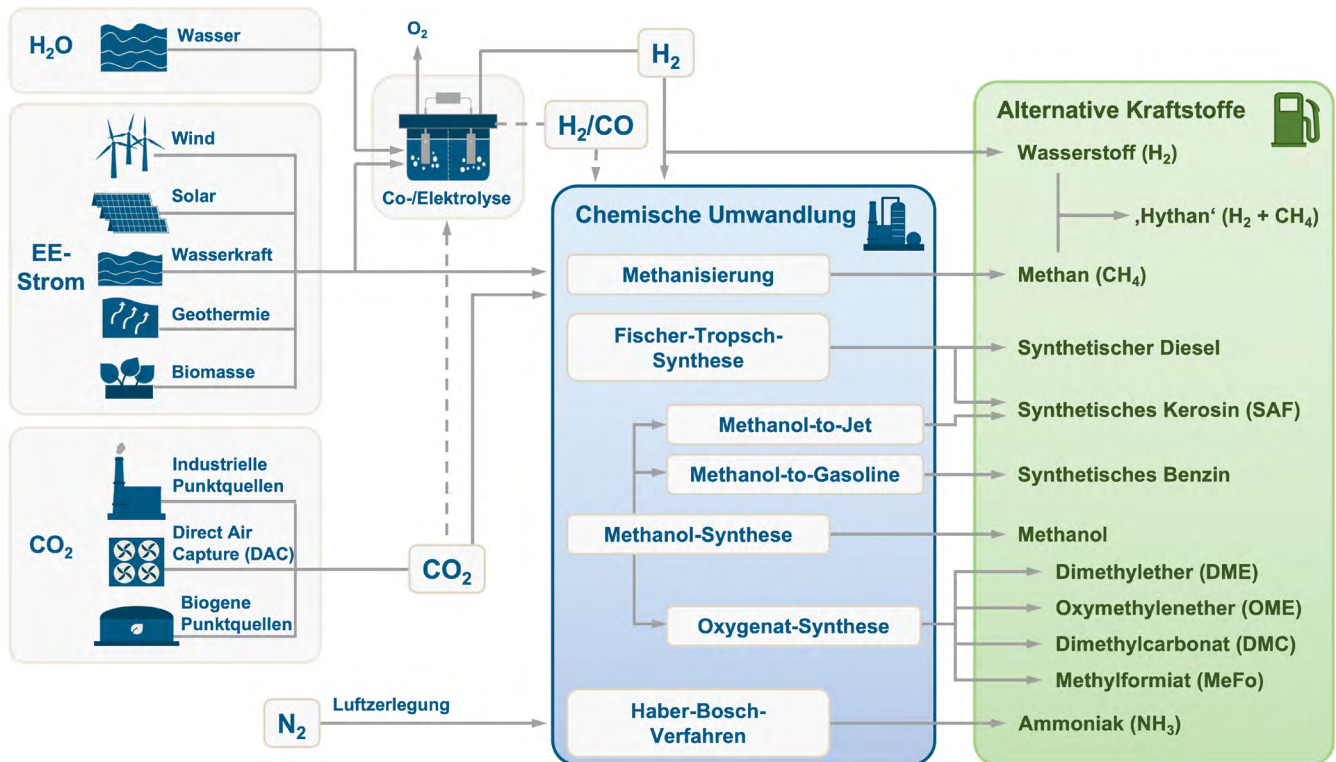 H₂O
Wasser
EE-
Strom
Wind
Solar
Wasserkraft
Geothermie
Biomasse
CO₂
Industrielle
Punktquellen
Direct Air
Capture (DAC)
Biogene
Punktquellen
O₂
Co-/Elektrolyse
H₂
H₂/CO
CO₂
N₂
Luftzerlegung
Chemische Umwandlung
Methanisierung
Fischer-Tropsch-
Synthese
Methanol-to-Jet
Methanol-to-Gasoline
Methanol-Synthese
Oxygenat-Synthese
Haber-Bosch-
Verfahren
Alternative Kraftstoffe
Wasserstoff (H₂)
‚Hythan‘ (H₂ + CH₄)
Methan (CH₄)
Synthetischer Diesel
Synthetisches Kerosin (SAF)
Synthetisches Benzin
Methanol
Dimethylether (DME)
Oxymethylenether (OME)
Dimethylcarbonat (DMC)
Methylformiat (MeFo)
Ammoniak (NH₃)